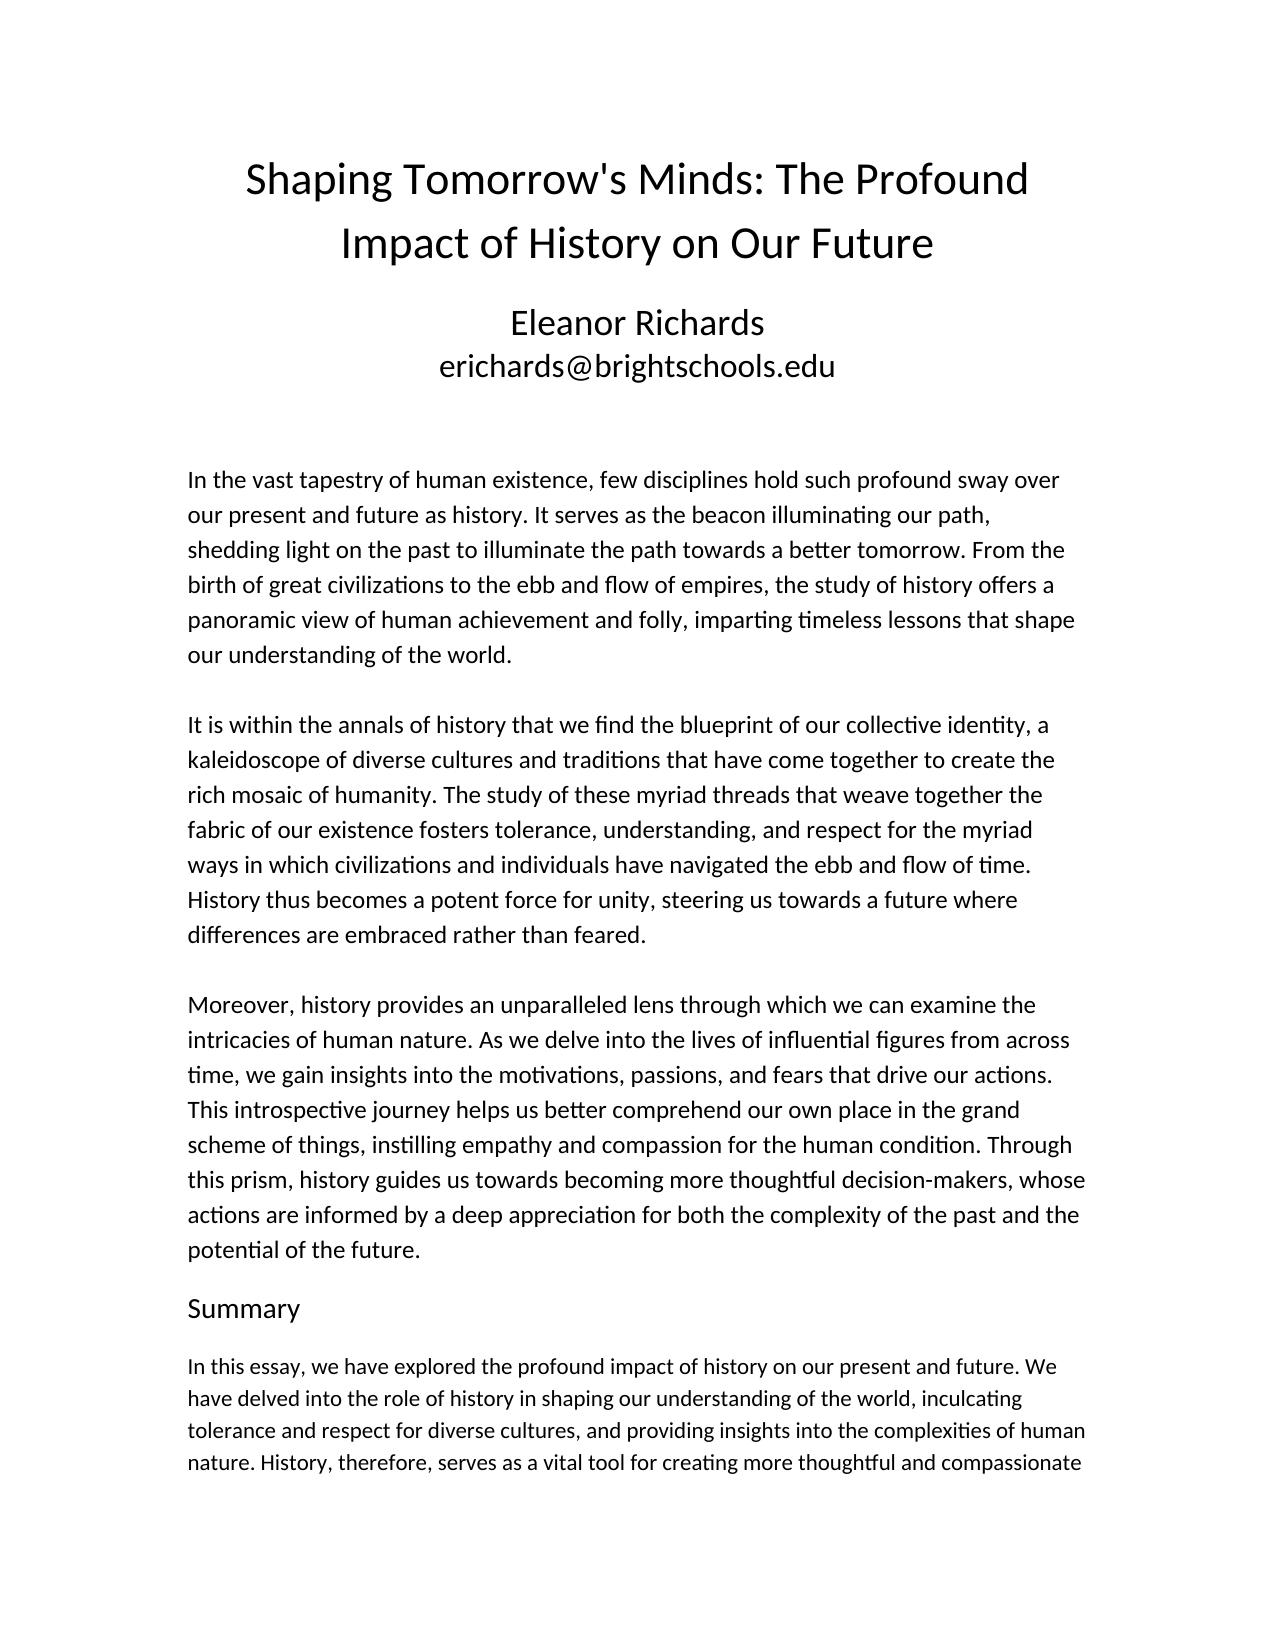 Shaping Tomorrow's Minds: The Profound
Impact of History on Our Future
Eleanor Richards
erichards@brightschools.edu
In the vast tapestry of human existence, few disciplines hold such profound sway over
our present and future as history. It serves as the beacon illuminating our path,
shedding light on the past to illuminate the path towards a better tomorrow. From the
birth of great civilizations to the ebb and flow of empires, the study of history offers a
panoramic view of human achievement and folly, imparting timeless lessons that shape
our understanding of the world.
It is within the annals of history that we find the blueprint of our collective identity, a
kaleidoscope of diverse cultures and traditions that have come together to create the
rich mosaic of humanity. The study of these myriad threads that weave together the
fabric of our existence fosters tolerance, understanding, and respect for the myriad
ways in which civilizations and individuals have navigated the ebb and flow of time.
History thus becomes a potent force for unity, steering us towards a future where
differences are embraced rather than feared.
Moreover, history provides an unparalleled lens through which we can examine the
intricacies of human nature. As we delve into the lives of influential figures from across
time, we gain insights into the motivations, passions, and fears that drive our actions.
This introspective journey helps us better comprehend our own place in the grand
scheme of things, instilling empathy and compassion for the human condition. Through
this prism, history guides us towards becoming more thoughtful decision-makers, whose
actions are informed by a deep appreciation for both the complexity of the past and the
potential of the future.
Summary
In this essay, we have explored the profound impact of history on our present and future. We
have delved into the role of history in shaping our understanding of the world, inculcating
tolerance and respect for diverse cultures, and providing insights into the complexities of human
nature. History, therefore, serves as a vital tool for creating more thoughtful and compassionate